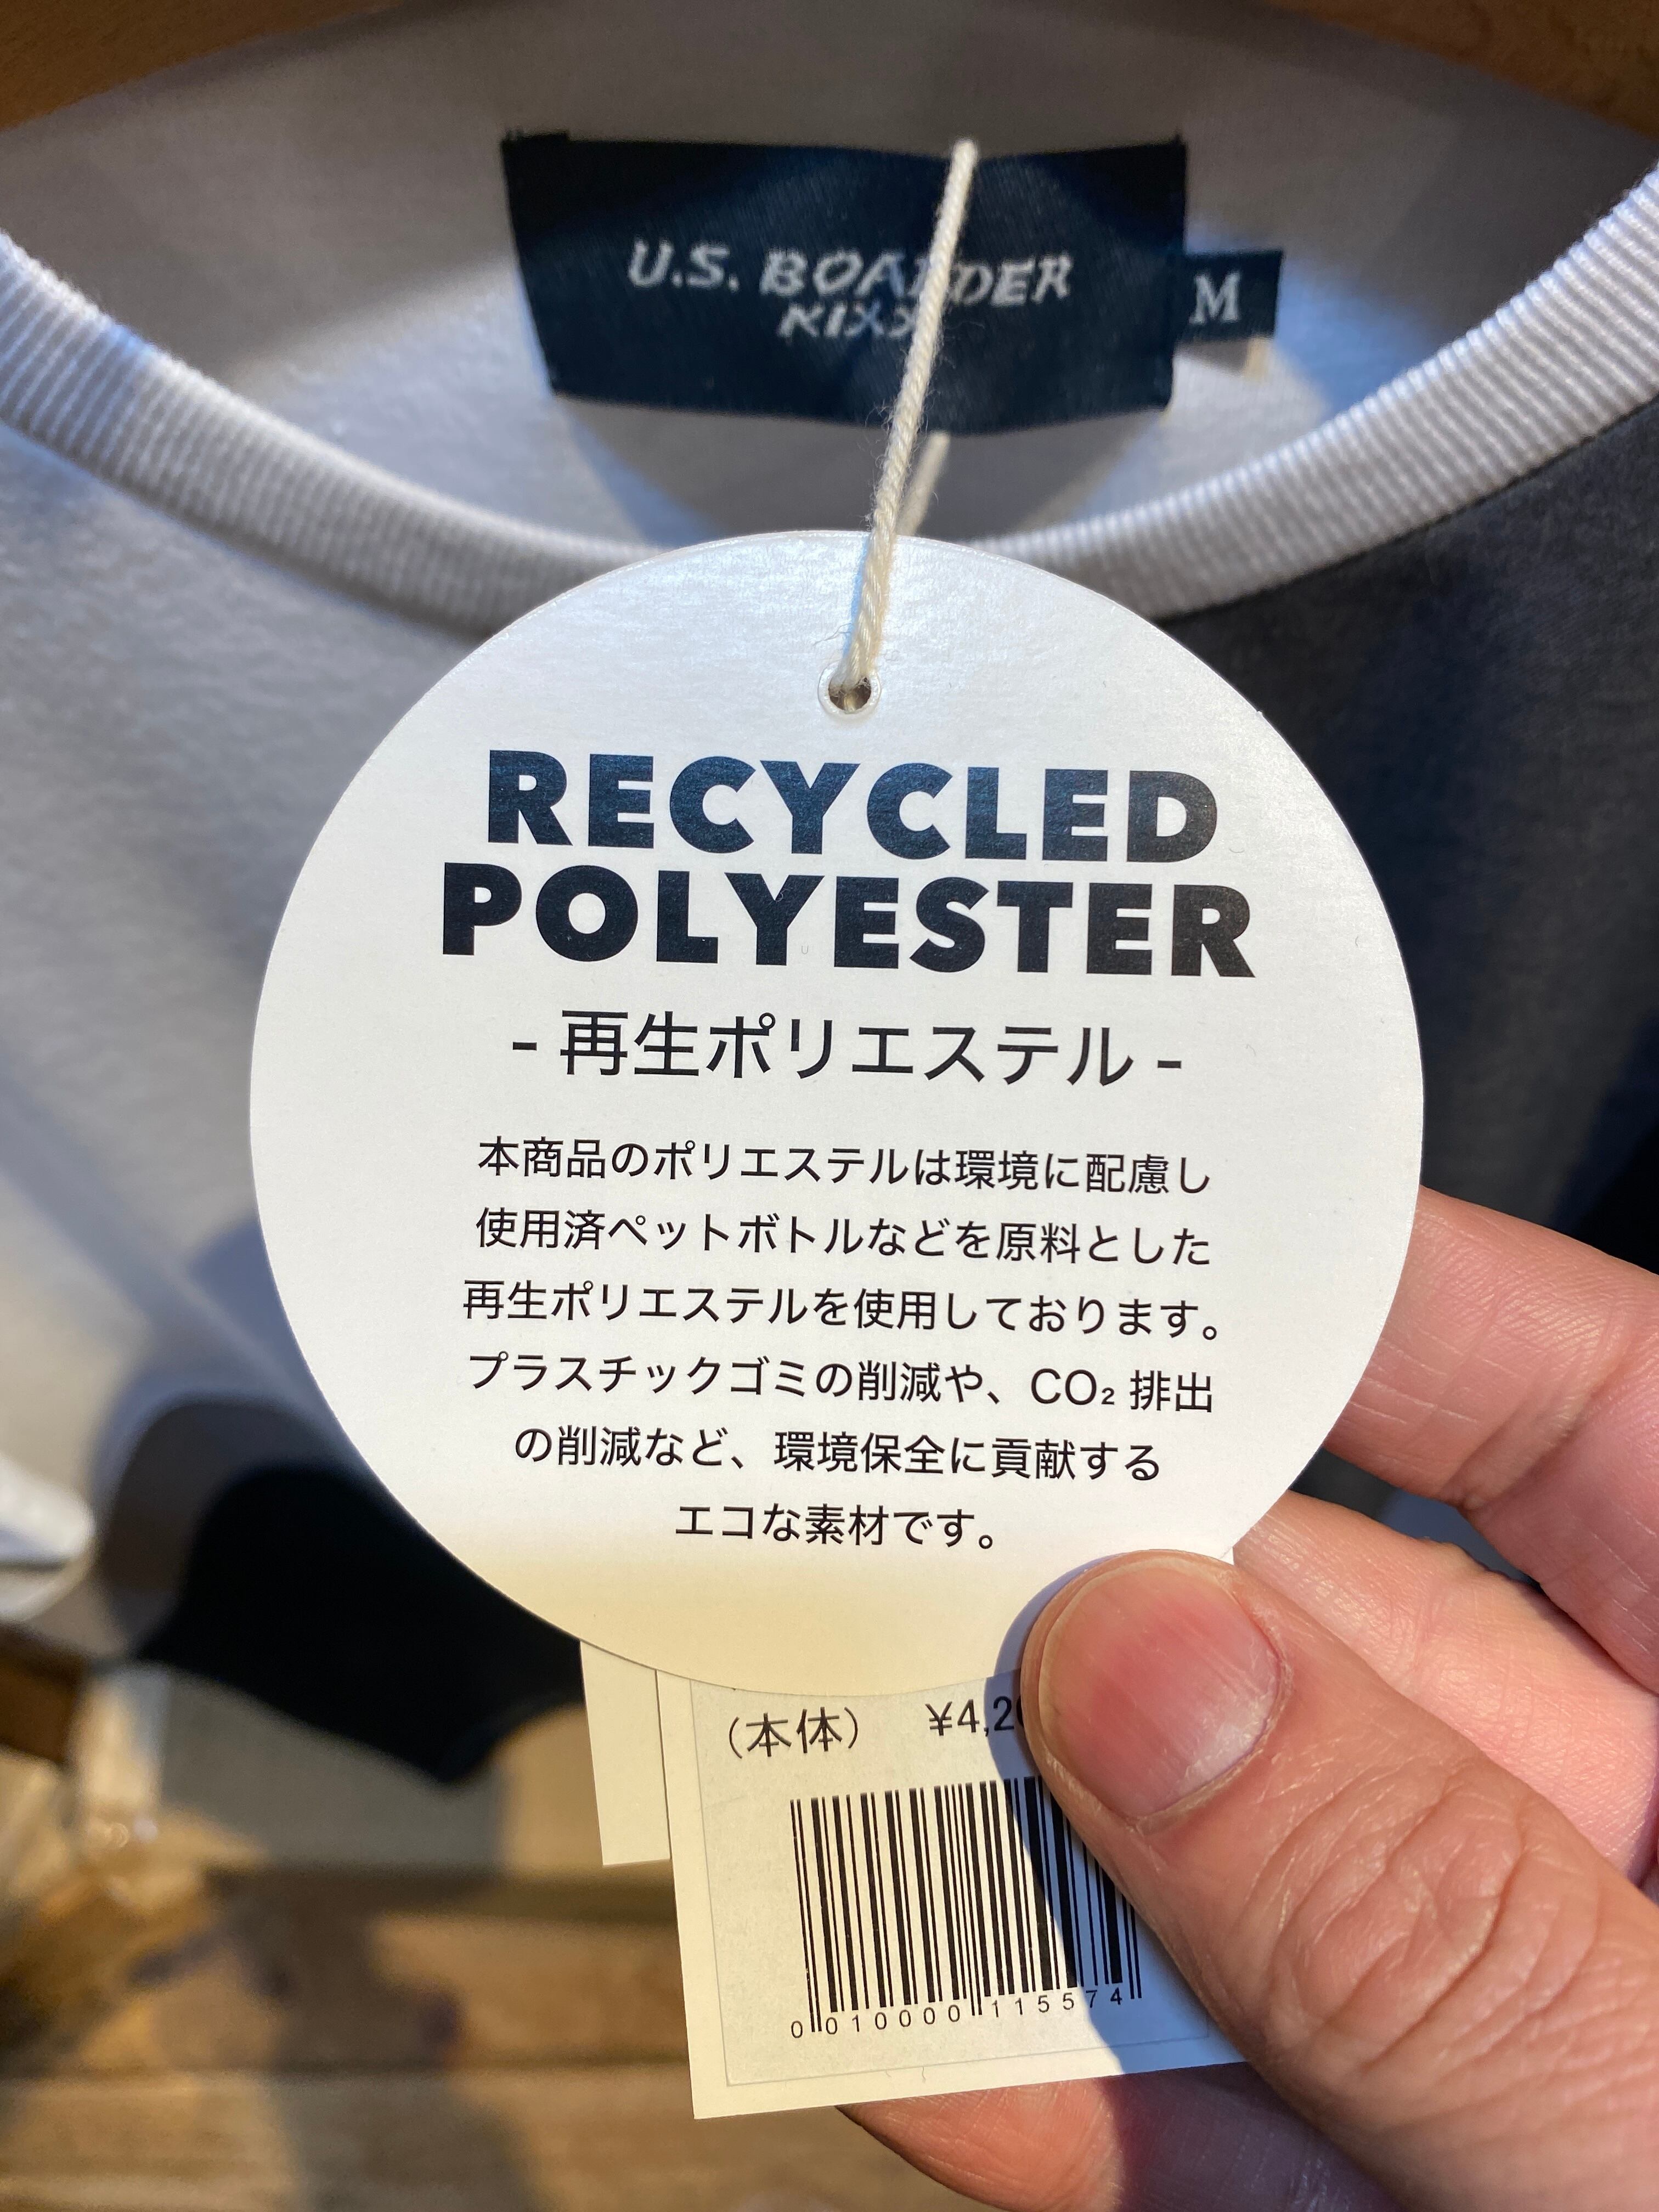 U.S. BOARDER
KIXX
M
RECYCLED
POLYESTER
- 再生ポリエステル -
本商品のポリエステルは環境に配慮し
使用済ペットボトルなどを原料とした
再生ポリエステルを使用しております。
プラスチックゴミの削減や、CO₂ 排出
の削減など、環境保全に貢献する
エコな素材です。
(本体) ¥4,2
0 010000 115574